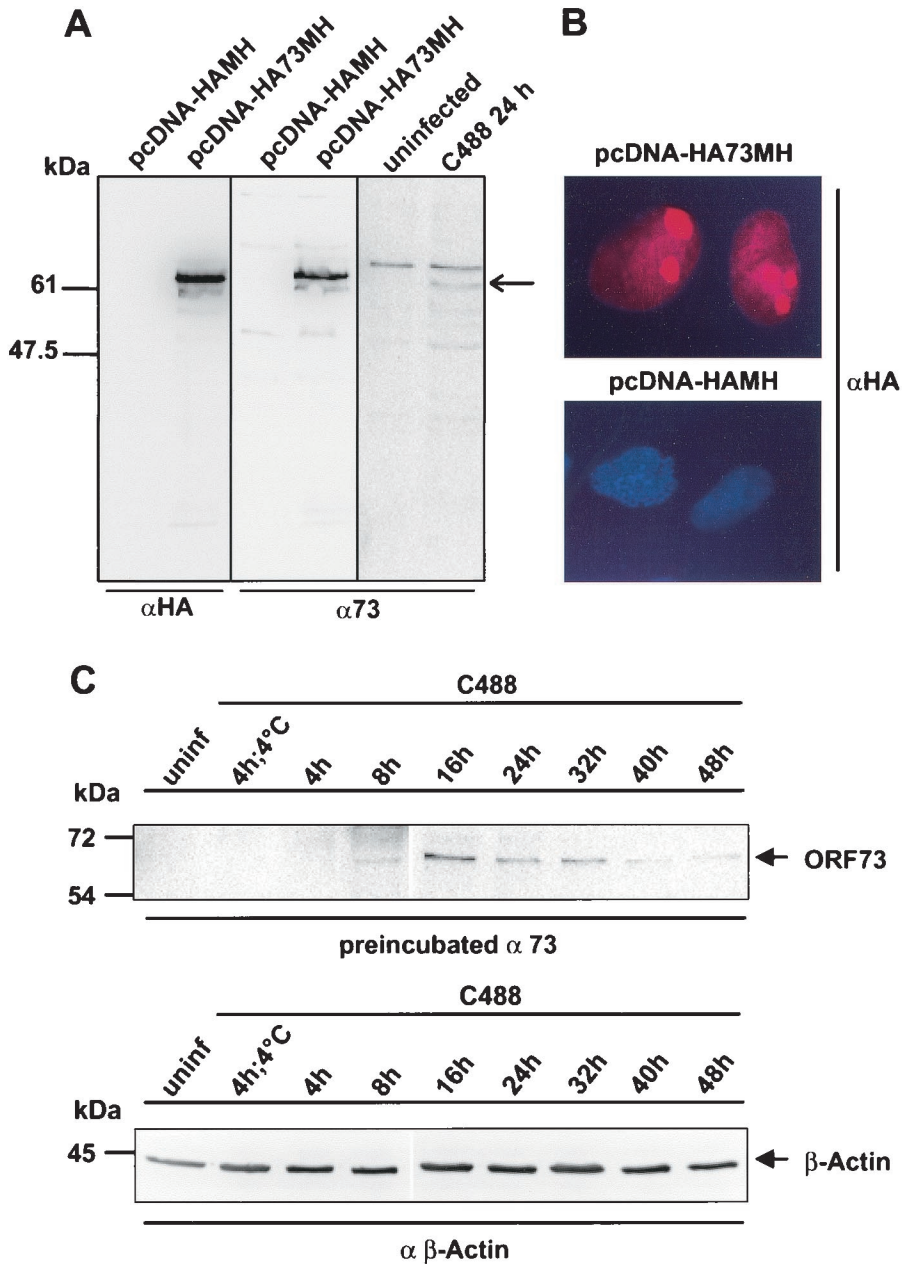 A
pcDNA-HAMH
pcDNA-HA73MH
pcDNA-HAMH
pcDNA-HA73MH
uninfected
C488 24 h
kDa
61
47.5
αHA
α73
B
pcDNA-HA73MH
pcDNA-HAMH
αHA
C
C488
uninf
4h;4°C
4h
8h
16h
24h
32h
40h
48h
kDa
72
54
ORF73
preincubated α 73
C488
uninf
4h;4°C
4h
8h
16h
24h
32h
40h
48h
kDa
45
β-Actin
α β-Actin